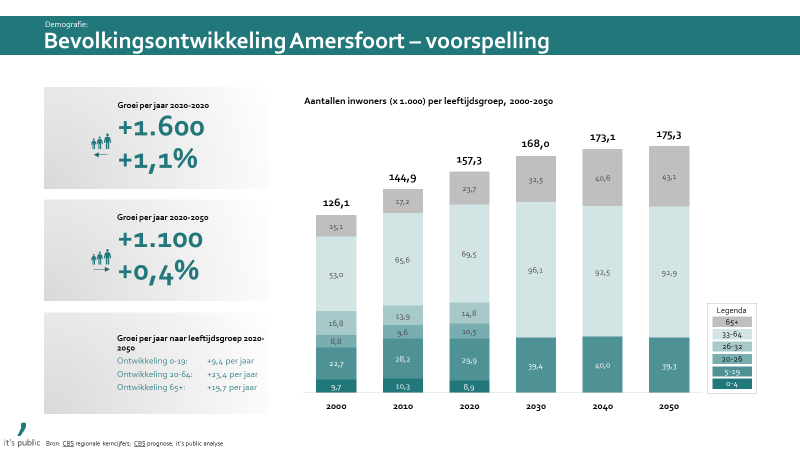 Demografie:
Bevolkingsontwikkeling Amersfoort – voorspelling
Groei per jaar 2020-2020
+1.600
+1,1%
Groei per jaar 2020-2050
+1.100
+0,4%
Groei per jaar naar leeftijdsgroep 2020-
2050
Ontwikkeling 0-19: +9,4 per jaar
Ontwikkeling 20-64: +23,4 per jaar
Ontwikkeling 65+: +19,7 per jaar
Aantallen inwoners (x 1.000) per leeftijdsgroep, 2000-2050
126,1 144,9 157,3 168,0 173,1 175,3
15,1 17,2 23,7 32,5 40,6 43,1
53,0 65,6 69,5 96,1 92,5 92,9
16,8 13,9 14,8
8,8 9,6 10,5
22,7 28,2 29,9 39,4 40,0 39,3
9,7 10,3 8,9
2000 2010 2020 2030 2040 2050
Legenda
65+
33-64
26-32
20-26
5-19
0-4
it's public
Bron: CBS regionale kerncijfers; CBS prognose; it's public analyse